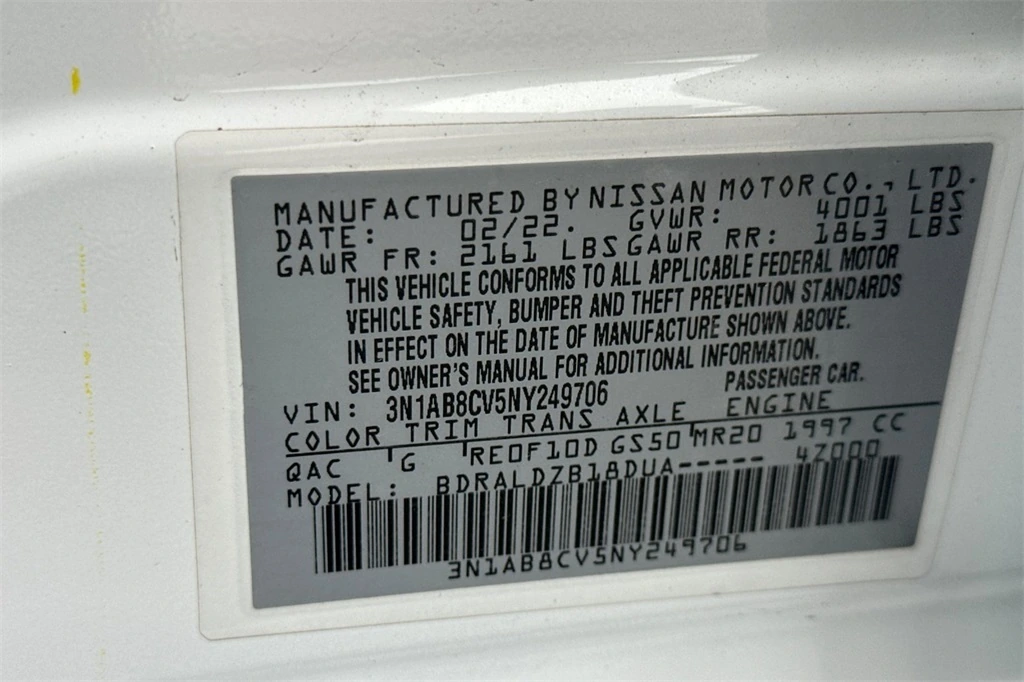 MANUFACTURED BY NISSAN MOTOR CO., LTD.
DATE: 02/22. GVWR: 4001 LBS
GAWR FR: 2161 LBS GAWR RR: 1863 LBS
THIS VEHICLE CONFORMS TO ALL APPLICABLE FEDERAL MOTOR
VEHICLE SAFETY, BUMPER AND THEFT PREVENTION STANDARDS
IN EFFECT ON THE DATE OF MANUFACTURE SHOWN ABOVE.
SEE OWNER'S MANUAL FOR ADDITIONAL INFORMATION.
VIN: 3N1AB8CV5NY249706 PASSENGER CAR.
COLOR TRIM TRANS AXLE ENGINE
QAC G RE0F10D GS50 MR20 1997 CC
MODEL: BDRALDZB18DUA----- 4Z000
3N1AB8CV5NY249706